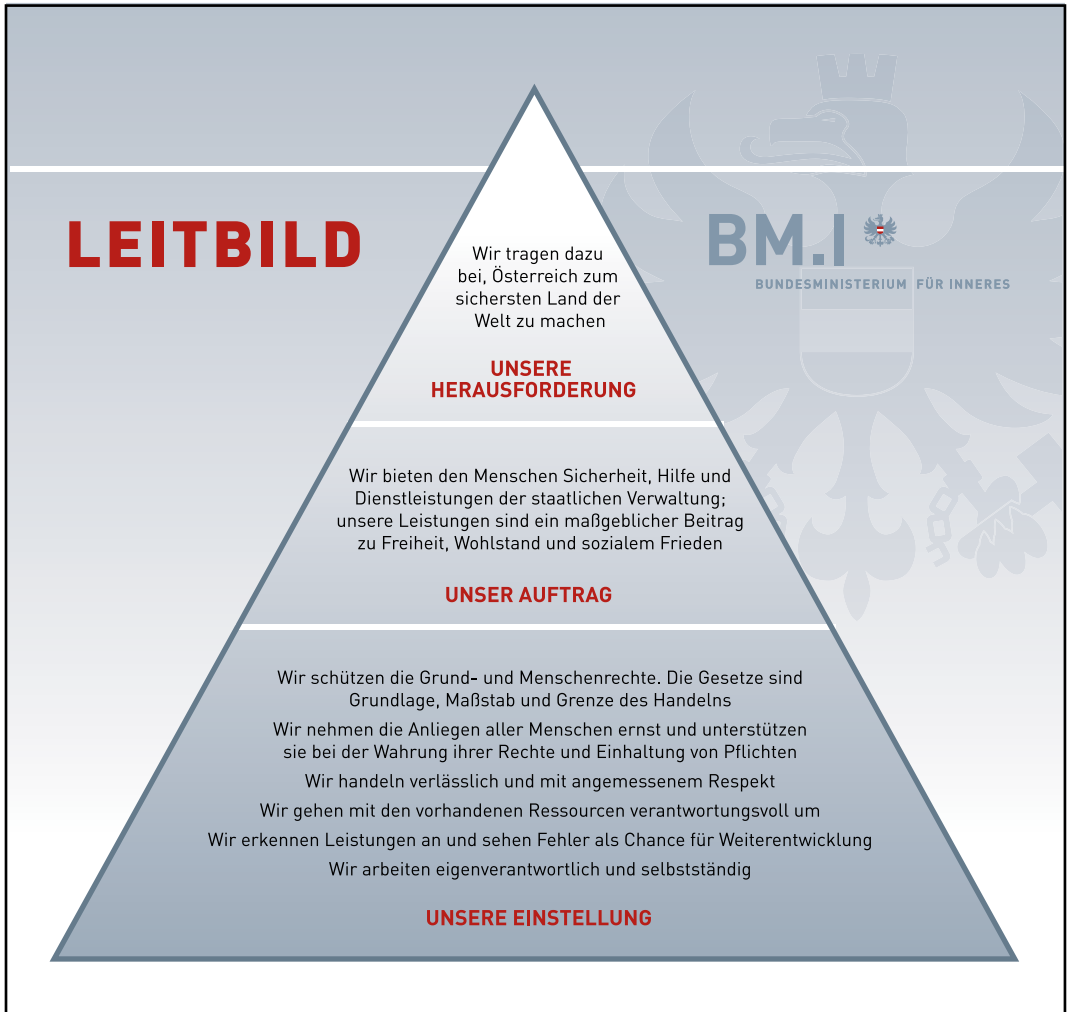 LEITBILD
BM.I
BUNDESMINISTERIUM FÜR INNERES
Wir tragen dazu
bei, Österreich zum
sichersten Land der
Welt zu machen
UNSERE
HERAUSFORDERUNG
Wir bieten den Menschen Sicherheit, Hilfe und
Dienstleistungen der staatlichen Verwaltung;
unsere Leistungen sind ein maßgeblicher Beitrag
zu Freiheit, Wohlstand und sozialem Frieden
UNSER AUFTRAG
Wir schützen die Grund- und Menschenrechte. Die Gesetze sind
Grundlage, Maßstab und Grenze des Handelns
Wir nehmen die Anliegen aller Menschen ernst und unterstützen
sie bei der Wahrung ihrer Rechte und Einhaltung von Pflichten
Wir handeln verlässlich und mit angemessenem Respekt
Wir gehen mit den vorhandenen Ressourcen verantwortungsvoll um
Wir erkennen Leistungen an und sehen Fehler als Chance für Weiterentwicklung
Wir arbeiten eigenverantwortlich und selbstständig
UNSERE EINSTELLUNG